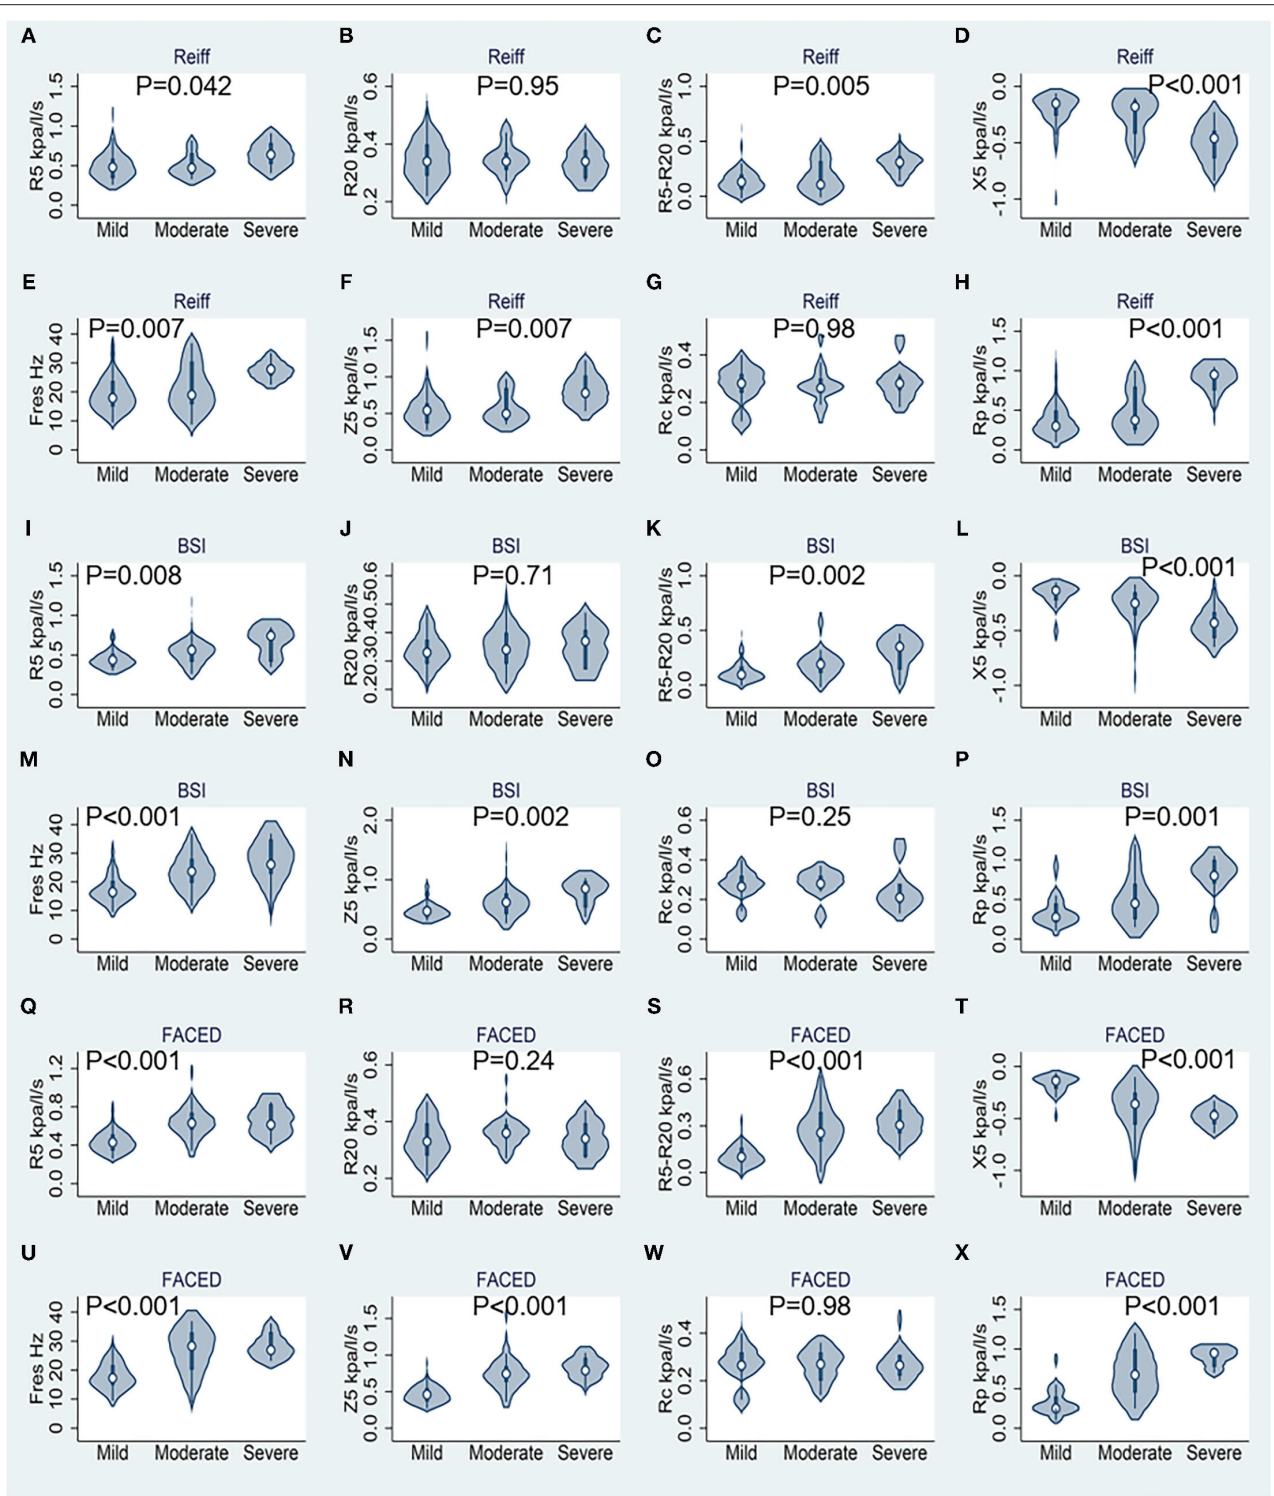 A B C D
Reiff Reiff Reiff Reiff
P=0.042 P=0.95 P=0.005 P<0.001
R5 kpa/l/s R20 kpa/l/s R5-R20 kpa/l/s X5 kpa/l/s
1.5 0.6 1.0 0.0
1.0 0.4 0.5 -0.5
0.5 0.2 0.0 -1.0
0.0
Mild Moderate Severe Mild Moderate Severe Mild Moderate Severe Mild Moderate Severe
E F G H
Reiff Reiff Reiff Reiff
P=0.007 P=0.007 P=0.98 P<0.001
Fres Hz Z5 kpa/l/s Rc kpa/l/s Rp kpa/l/s
40 1.5 0.4 1.5
30 1.0 0.2 1.0
20 0.5 0.0 0.5
10 0.0 0.0
0
Mild Moderate Severe Mild Moderate Severe Mild Moderate Severe Mild Moderate Severe
I J K L
BSI BSI BSI BSI
P=0.008 P=0.71 P=0.002 P<0.001
R5 kpa/l/s R20 kpa/l/s R5-R20 kpa/l/s X5 kpa/l/s
1.5 0.6 1.0 0.0
1.0 0.5 0.5 -0.5
0.5 0.4 0.0 -1.0
0.0 0.3
0.2
Mild Moderate Severe Mild Moderate Severe Mild Moderate Severe Mild Moderate Severe
M N O P
BSI BSI BSI BSI
P<0.001 P=0.002 P=0.25 P=0.001
Fres Hz Z5 kpa/l/s Rc kpa/l/s Rp kpa/l/s
40 2.0 0.6 1.5
30 1.0 0.4 1.0
20 0.0 0.2 0.5
10 0.0 0.0
0
Mild Moderate Severe Mild Moderate Severe Mild Moderate Severe Mild Moderate Severe
Q R S T
FACED FACED FACED FACED
P<0.001 P=0.24 P<0.001 P<0.001
R5 kpa/l/s R20 kpa/l/s R5-R20 kpa/l/s X5 kpa/l/s
1.2 0.6 0.6 0.0
0.8 0.4 0.3 -0.5
0.4 0.2 0.0 -1.0
0.0
Mild Moderate Severe Mild Moderate Severe Mild Moderate Severe Mild Moderate Severe
U V W X
FACED FACED FACED FACED
P<0.001 P<0.001 P=0.98 P<0.001
Fres Hz Z5 kpa/l/s Rc kpa/l/s Rp kpa/l/s
40 1.5 0.4 1.5
30 1.0 0.2 1.0
20 0.5 0.0 0.5
10 0.0 0.0
0
Mild Moderate Severe Mild Moderate Severe Mild Moderate Severe Mild Moderate Severe